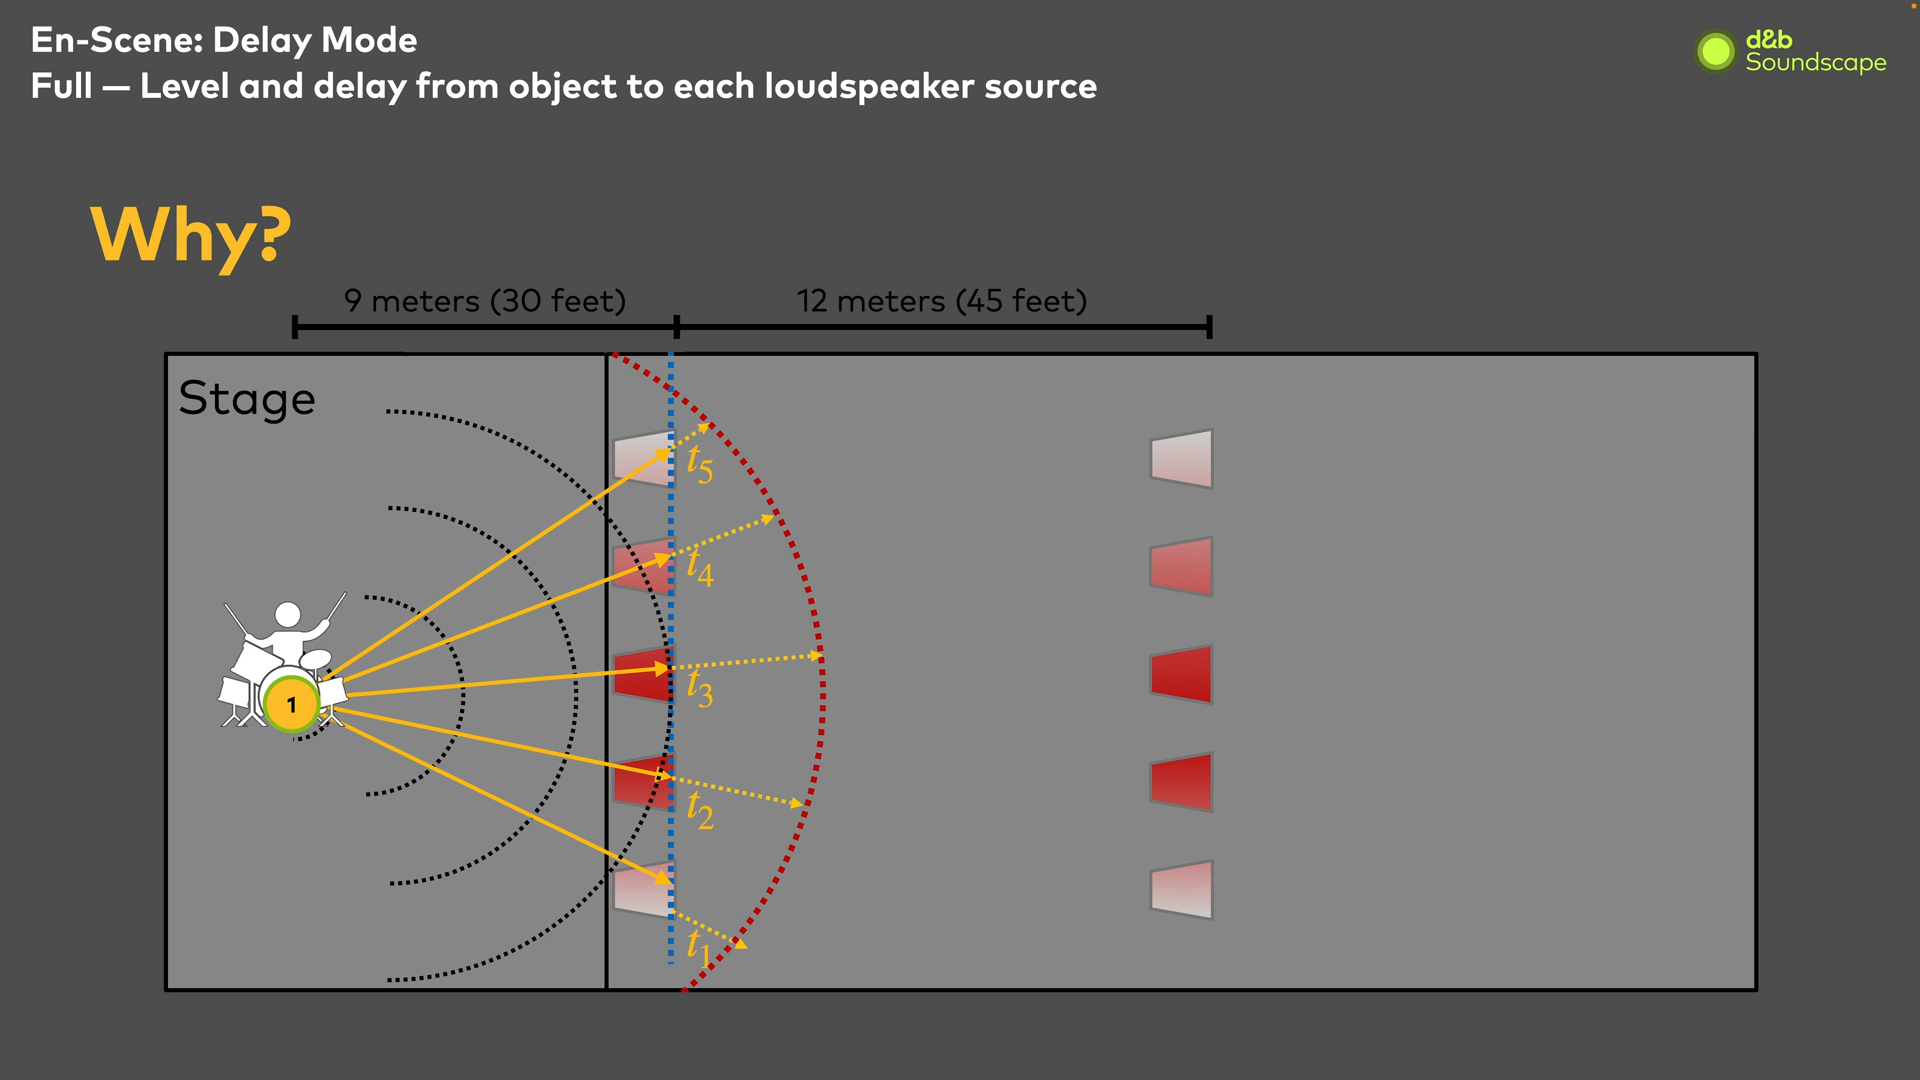 En-Scene: Delay Mode
Full — Level and delay from object to each loudspeaker source
d&b
Soundscape
Why?
9 meters (30 feet)
12 meters (45 feet)
Stage
t5
t4
t3
1
t2
t1